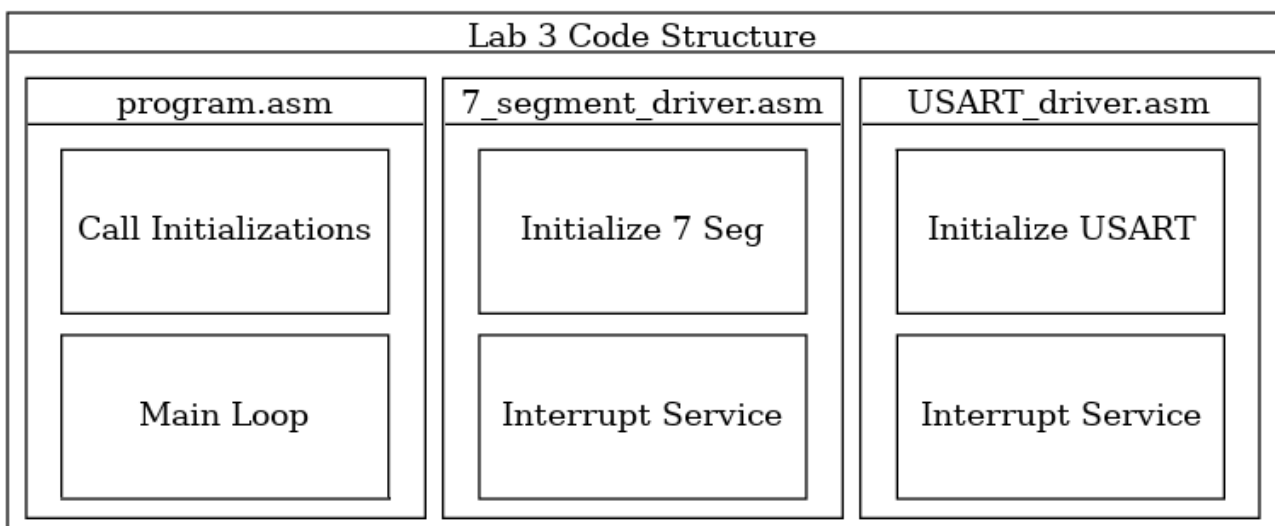 Lab 3 Code Structure
program.asm
7_segment_driver.asm
USART_driver.asm
Call Initializations
Initialize 7 Seg
Initialize USART
Main Loop
Interrupt Service
Interrupt Service